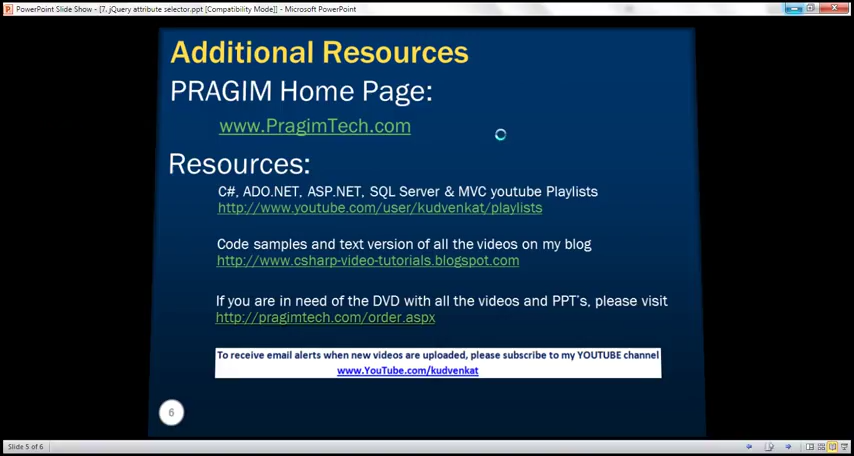 PowerPoint Slide Show - [7. jQuery attribute selector.ppt [Compatibility Mode]] - Microsoft PowerPoint
Additional Resources
PRAGIM Home Page:
www.PragimTech.com
Resources:
C#, ADO.NET, ASP.NET, SQL Server & MVC youtube Playlists
http://www.youtube.com/user/kudvenkat/playlists
Code samples and text version of all the videos on my blog
http://www.csharp-video-tutorials.blogspot.com
If you are in need of the DVD with all the videos and PPT's, please visit
http://pragimtech.com/order.aspx
To receive email alerts when new videos are uploaded, please subscribe to my YOUTUBE channel
www.YouTube.com/kudvenkat
6
Slide 5 of 6